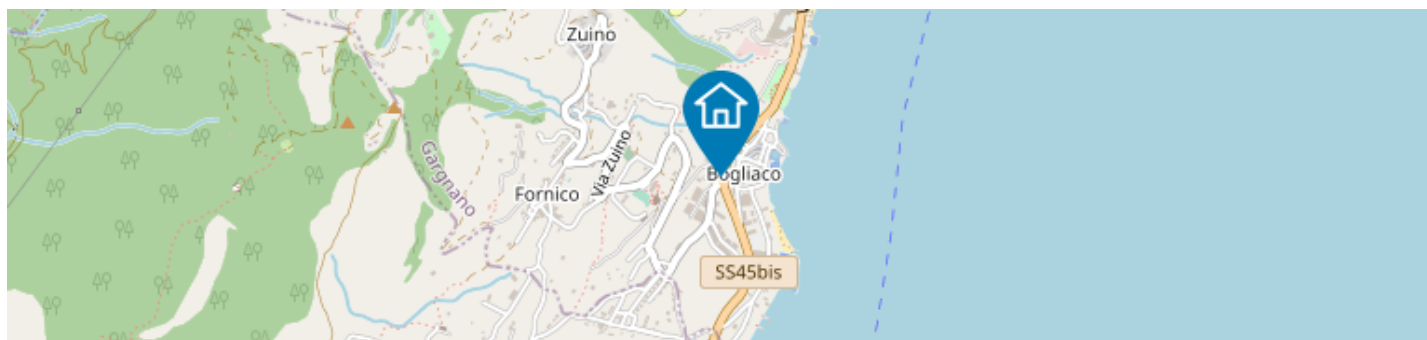 Zuino
Via Zuino
Gargnano
Bogliaco
Fornico
SS45bis